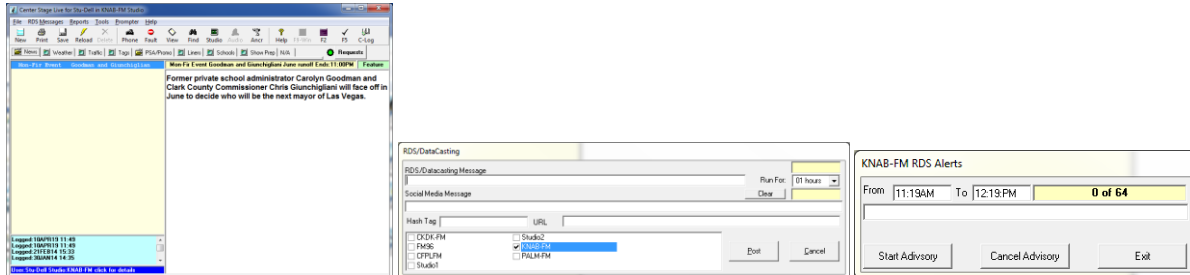 Center Stage Live for Stu-Dell in KNAB-FM Studio
File RDS Messages Reports Tools Prompter Help
New Print Save Reload Delete Phone Fault View Find Studio Audio Ancr Help F2 F5 C-Log
News Weather Traffic Tags PSA/Promo Liners Schools Show Prep N/A Requests
Mon-Fir Event Goodman and Giunchigliani
Mon-Fir Event Goodman and Giunchigliani June runoff Ends 11:00PM Feature
Former private school administrator Carolyn Goodman and
Clark County Commissioner Chris Giunchigliani will face off in
June to decide who will be the next mayor of Las Vegas.
Logged:10APR19 11:49
Logged:10APR19 11:49
Logged:21FEB14 15:33
Logged:30JAN14 14:35
User:Stu-Dell Studio:KNAB-FM click for details
RDS/DataCasting
RDS/Datacasting Message
Run For: 01 hours
Social Media Message
Clear
Hash Tag
URL
CKDK-FM
FM96
CFPLFM
Studio1
Studio2
KNAB-FM
PALM-FM
Post
Cancel
KNAB-FM RDS Alerts
From 11:19AM To 12:19:PM 0 of 64
Start Adivsory
Cancel Advisory
Exit